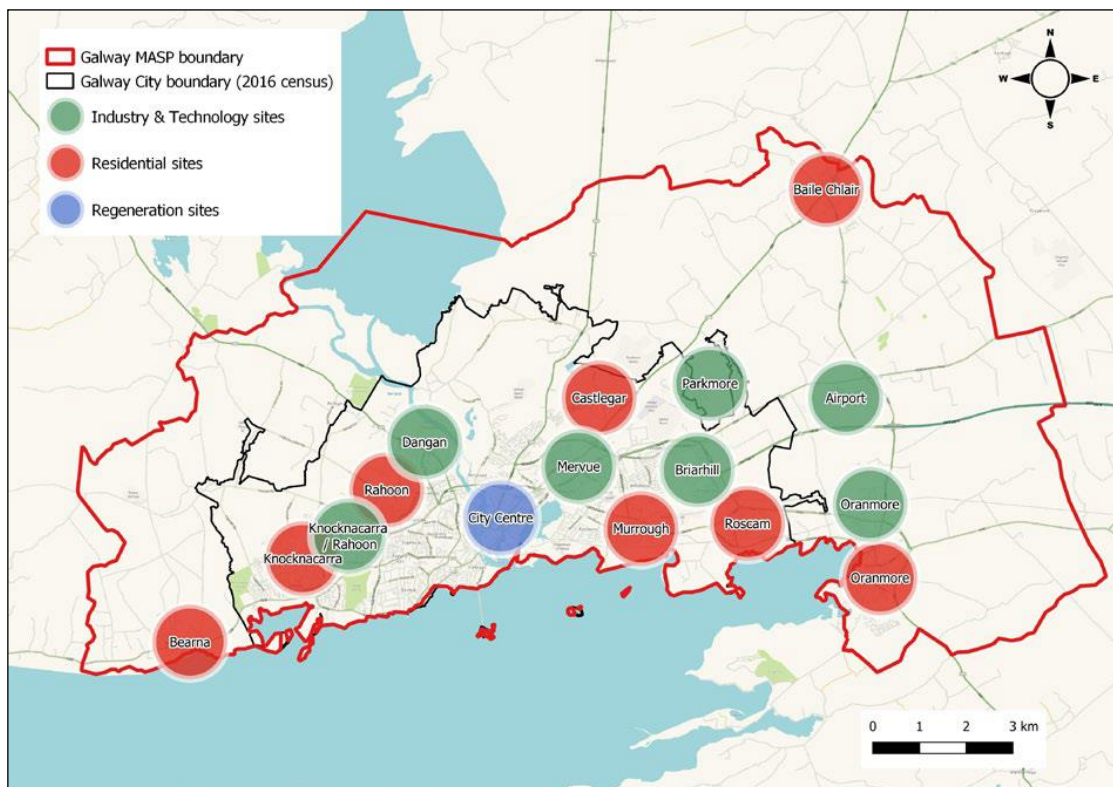 Galway MASP boundary
Galway City boundary (2016 census)
Industry & Technology sites
Residential sites
Regeneration sites
N
W
E
S
Baile Chlair
Castlegar
Parkmore
Airport
Dangan
Mervue
Briarhill
Rahoon
City Centre
Murrough
Roscam
Oranmore
Knocknacarra
/ Rahoon
Knocknacarra
Oranmore
Bearna
0 1 2 3 km